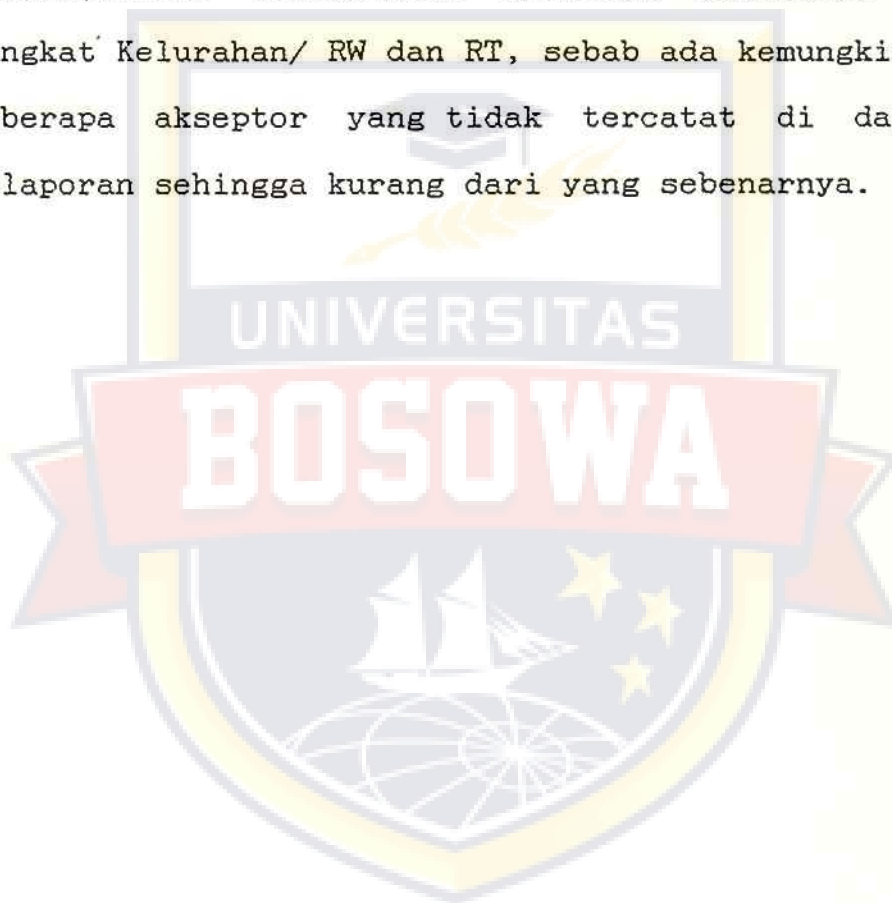 ngkat Kelurahan/ RW dan RT, sebab ada kemungki
berapa akseptor yang tidak tercatat di da
laporan sehingga kurang dari yang sebenarnya.
UNIVERSITAS
BOSOWA